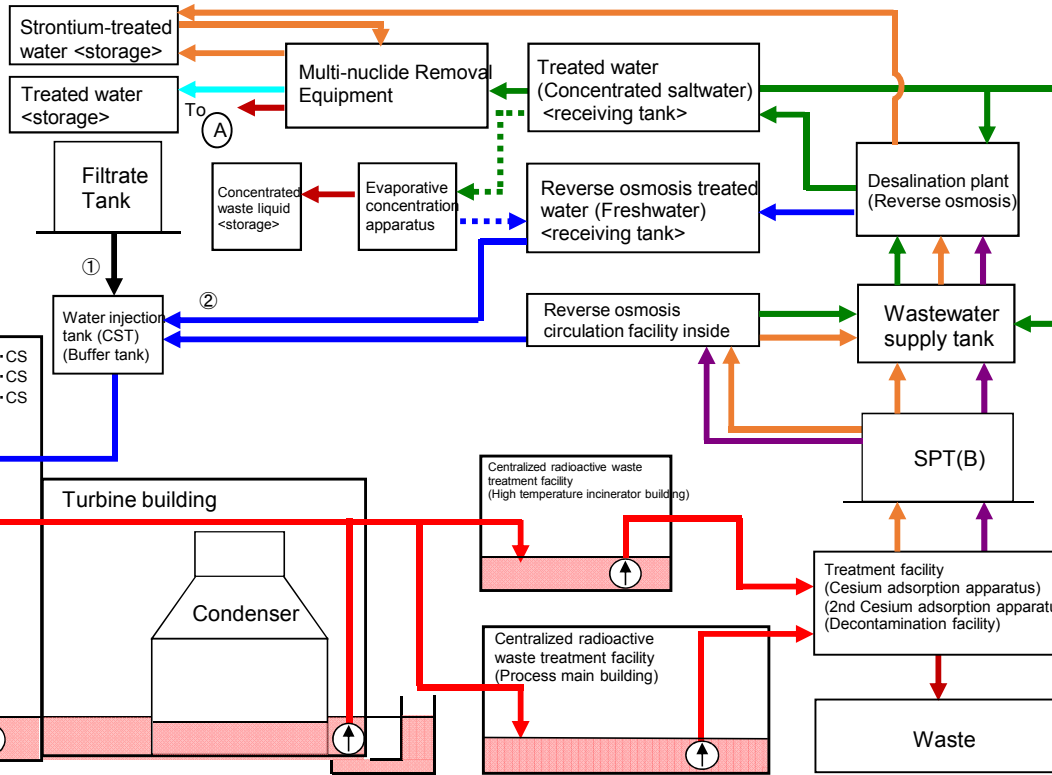 Strontium-treated
water <storage>
Multi-nuclide Removal
Equipment
Treated water
(Concentrated saltwater)
<receiving tank>
Treated water
<storage>
To
A
Filtrate
Tank
Concentrated
waste liquid
<storage>
Evaporative
concentration
apparatus
Reverse osmosis treated
water (Freshwater)
<receiving tank>
Desalination plant
(Reverse osmosis)
①
②
Water injection
tank (CST)
(Buffer tank)
Reverse osmosis
circulation facility inside
Wastewater
supply tank
・CS
・CS
・CS
SPT(B)
Turbine building
Centralized radioactive waste
treatment facility
(High temperature incinerator building)
Condenser
Treatment facility
(Cesium adsorption apparatus)
(2nd Cesium adsorption apparatu
(Decontamination facility)
Centralized radioactive
waste treatment facility
(Process main building)
Waste